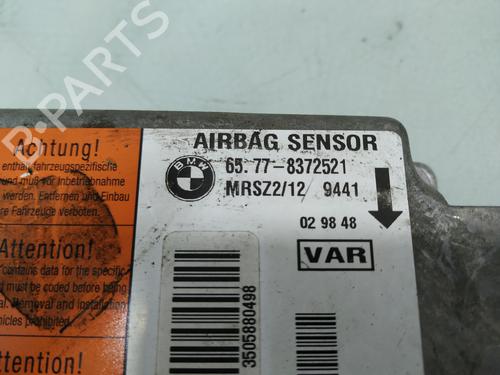 Achtung!
enthält fahrzeugspezifische
und muß vor Inbetriebnahme
werden. Entfernen und Einbau
Fahrzeuge verboten.
Attention!
contains data for the specific
must be coded before being
Removal and installation
vehicles prohibited.
Attention!
AIRBAG SENSOR
BMW
65.77-8372521
MRSZ2/12 9441
02 98 48
VAR
3505880498
B-Parts